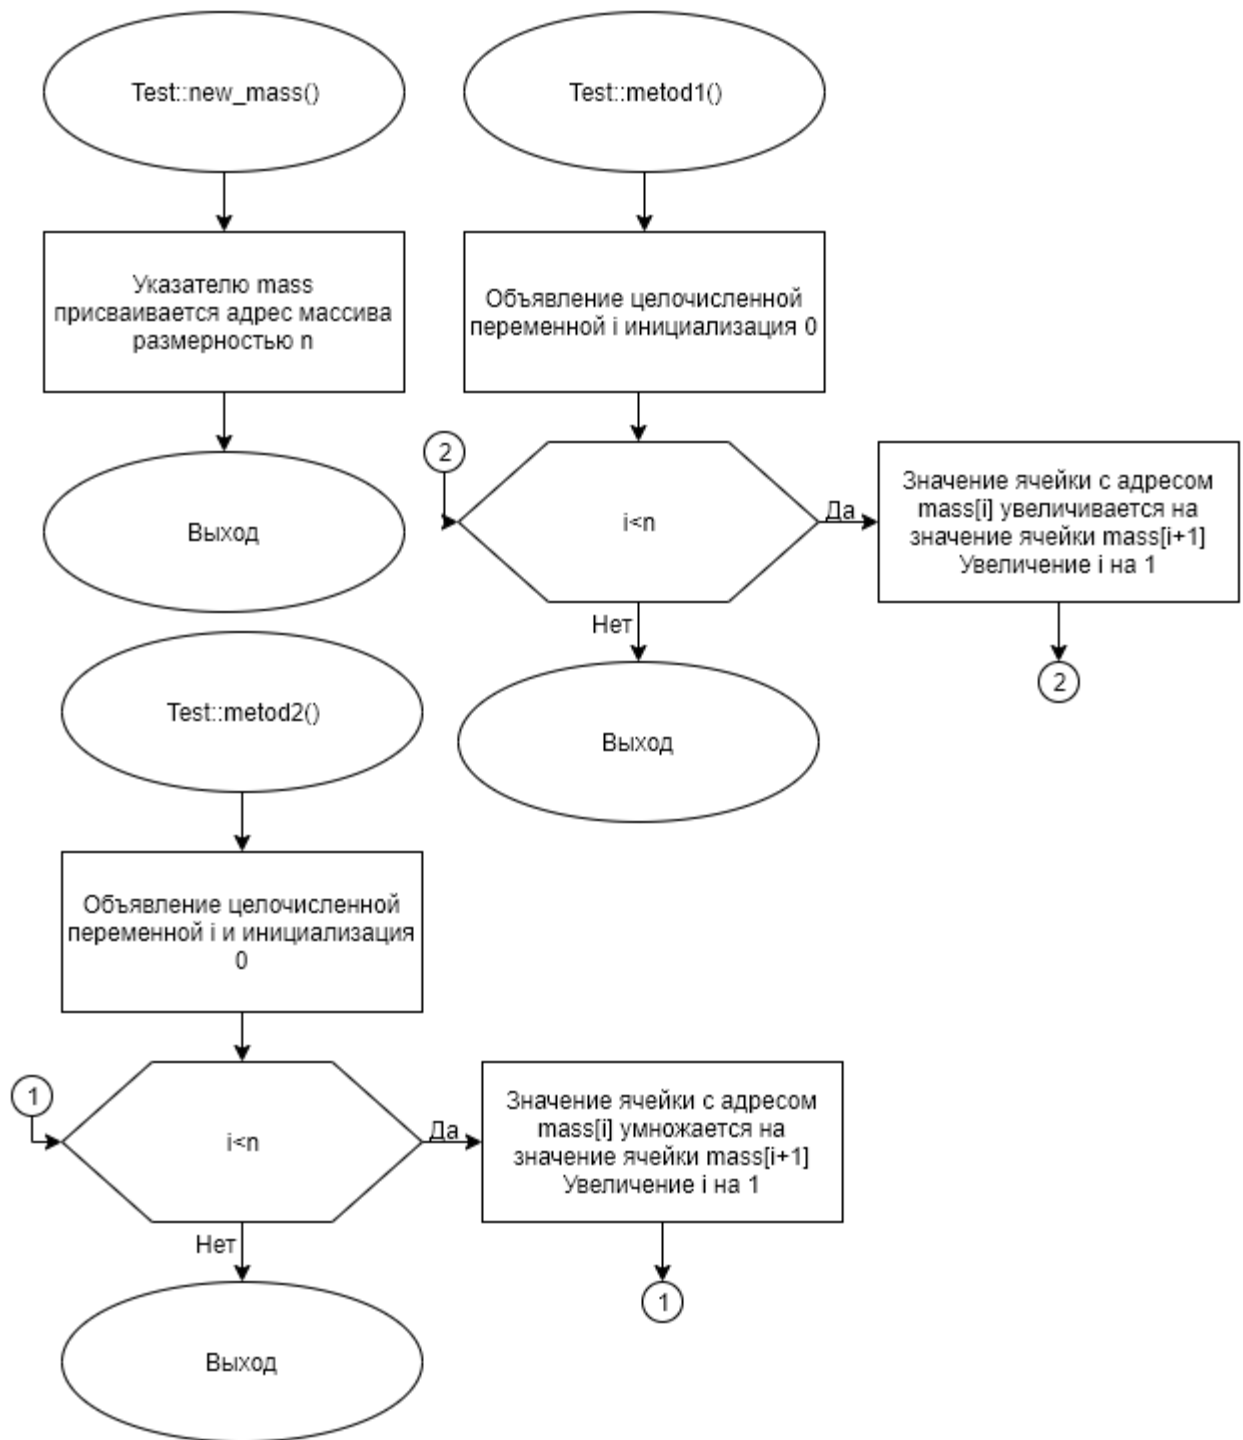 Test::new_mass()
Указателю mass
присваивается адрес массива
размерностью n
Выход
Test::metod1()
Объявление целочисленной
переменной i инициализация 0
2
i<n
Да
Значение ячейки с адресом
mass[i] увеличивается на
значение ячейки mass[i+1]
Увеличение i на 1
2
Нет
Выход
Test::metod2()
Объявление целочисленной
переменной i и инициализация
0
1
i<n
Да
Значение ячейки с адресом
mass[i] умножается на
значение ячейки mass[i+1]
Увеличение i на 1
1
Нет
Выход